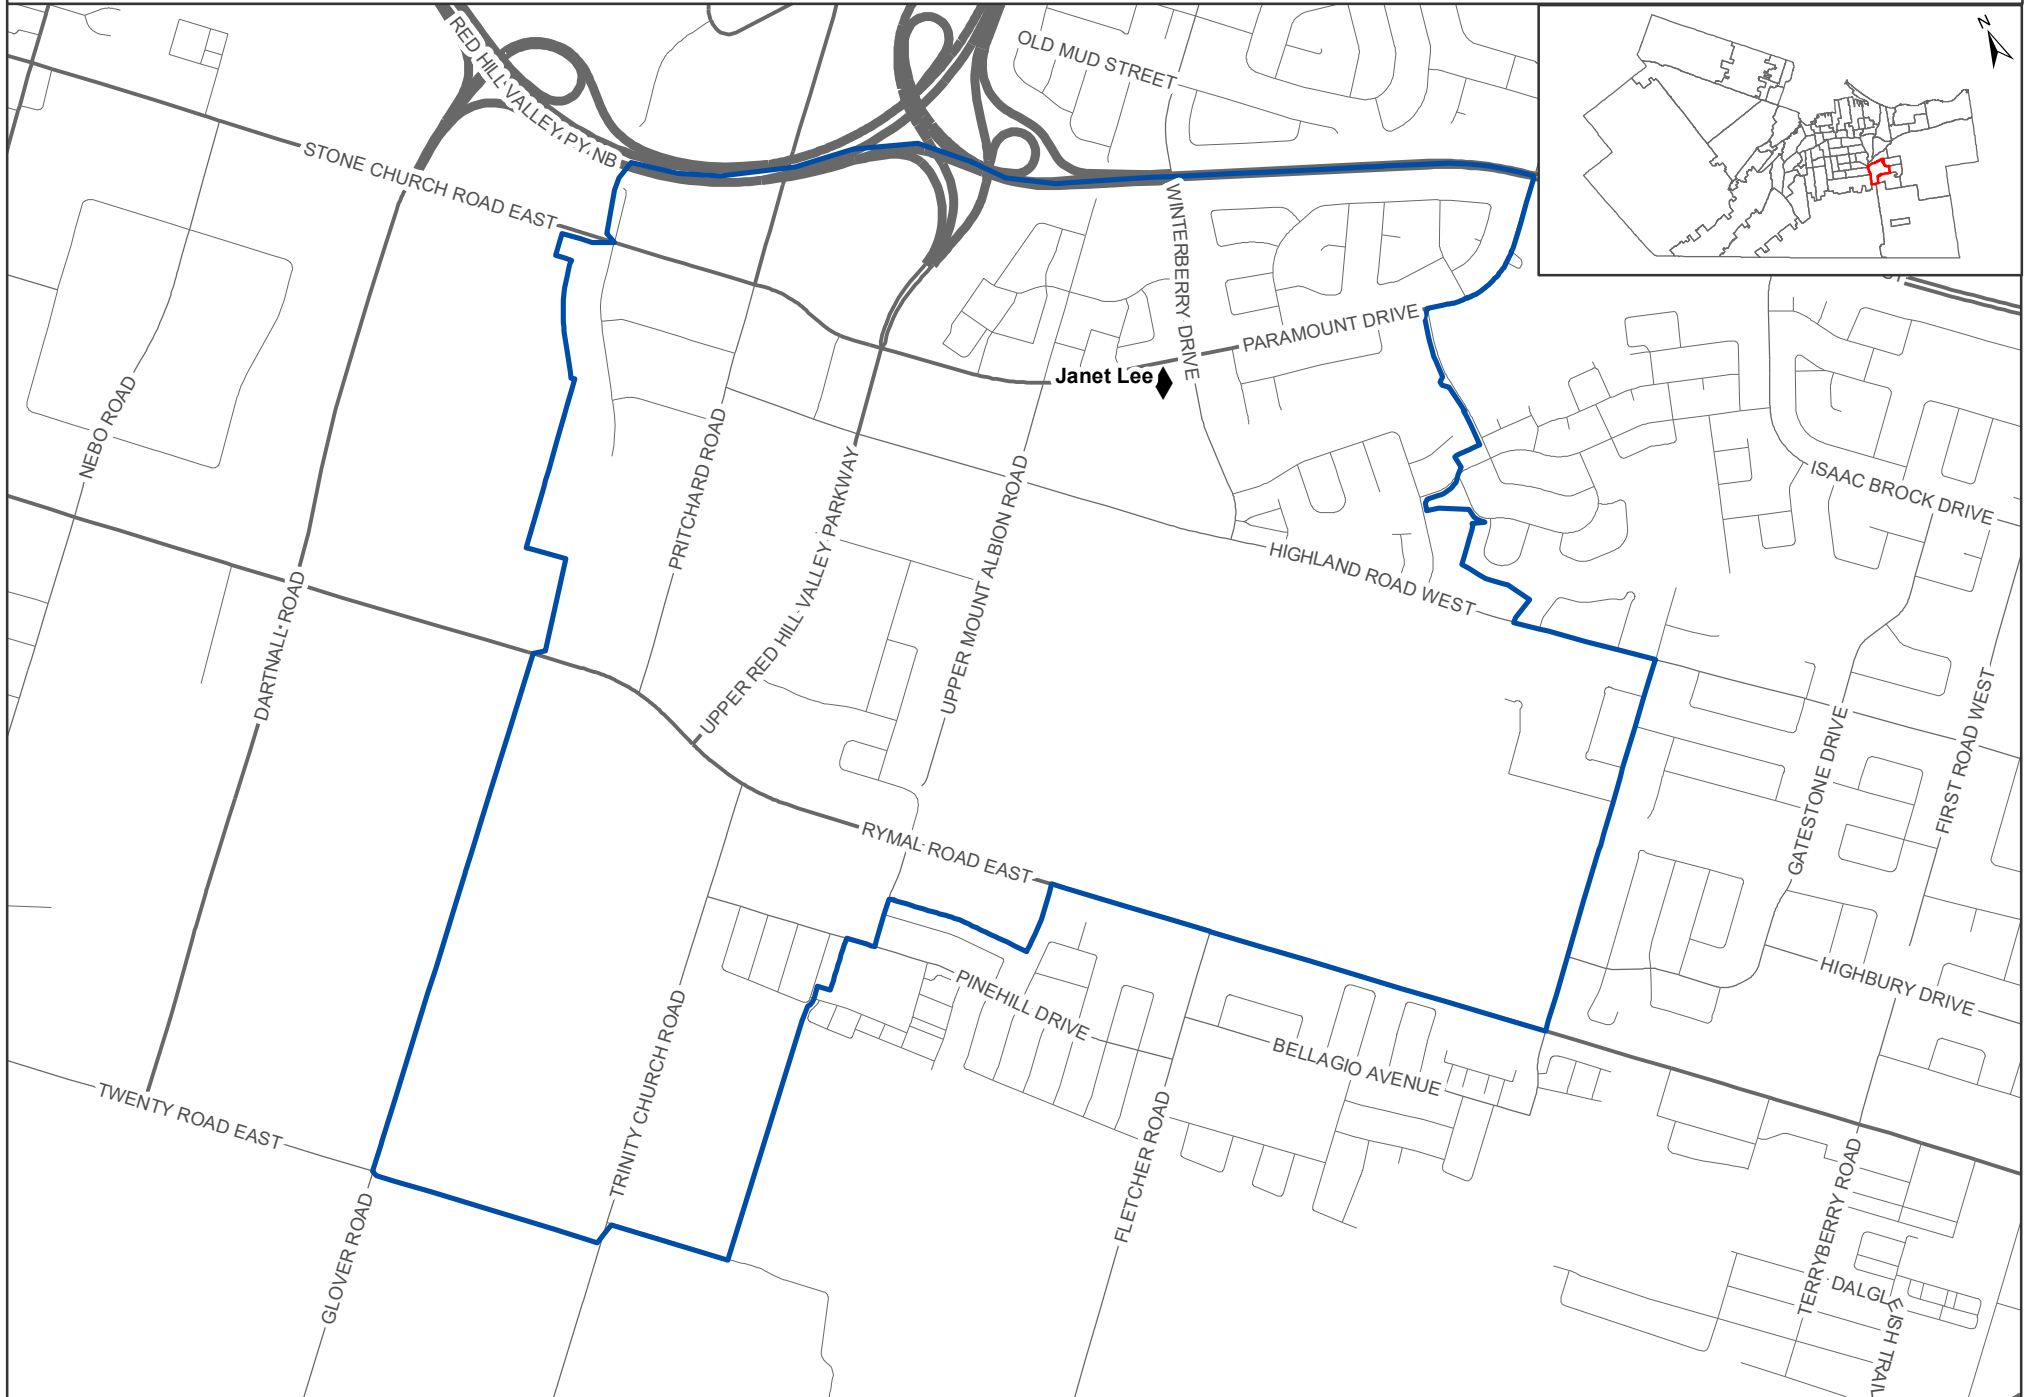 RED HILL VALLEY PY NB
OLD MUD STREET
N
STONE CHURCH ROAD EAST
WINTERBERRY DRIVE
PARAMOUNT DRIVE
Janet Lee
NEBO ROAD
PRITCHARD ROAD
UPPER RED HILL VALLEY PARKWAY
UPPER MOUNT ALBION ROAD
ISAAC BROCK DRIVE
HIGHLAND ROAD WEST
DARTNALL ROAD
GATESTONE DRIVE
FIRST ROAD WEST
RYMAL ROAD EAST
HIGHBURY DRIVE
PINEHILL DRIVE
BELLAGIO AVENUE
TRINITY CHURCH ROAD
TWENTY ROAD EAST
FLETCHER ROAD
GLOVER ROAD
TERRYBERRY ROAD
DALGLEISH TRAIL